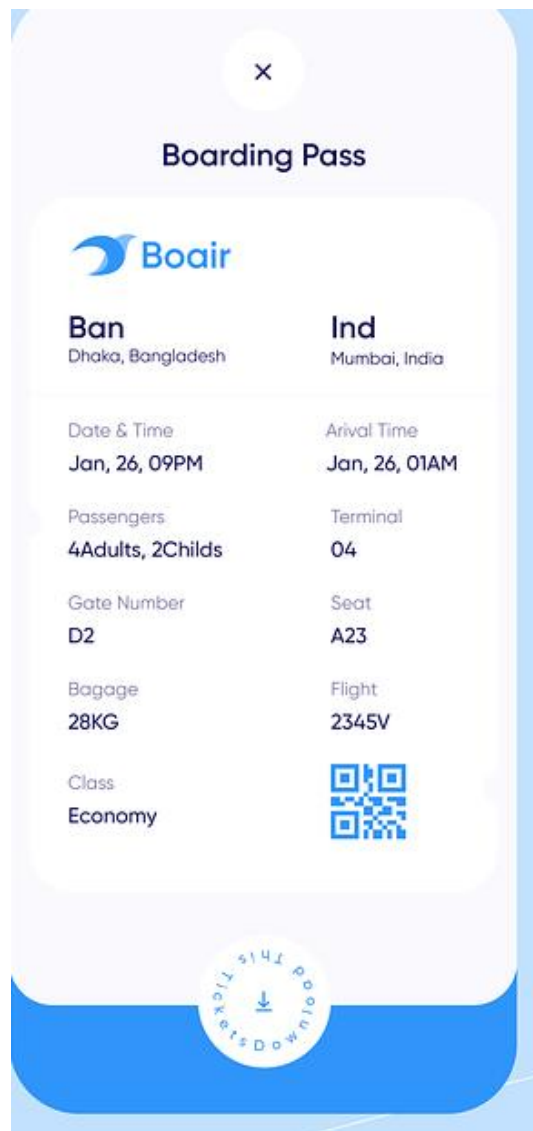 ×
Boarding Pass
Boair
Ban Ind
Dhaka, Bangladesh Mumbai, India
Date & Time Arival Time
Jan, 26, 09PM Jan, 26, 01AM
Passengers Terminal
4Adults, 2Childs 04
Gate Number Seat
D2 A23
Bagage Flight
28KG 2345V
Class
Economy
Download This Tickets